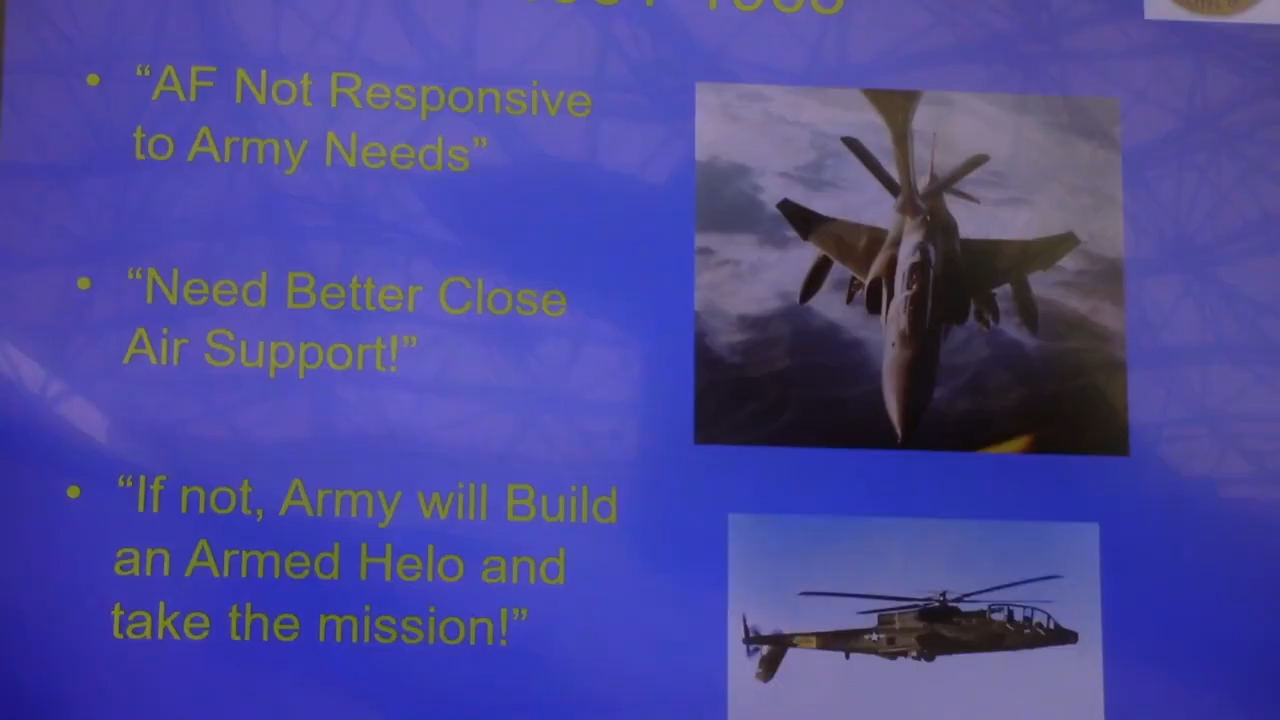 • “AF Not Responsive
to Army Needs”
• “Need Better Close
Air Support!”
• “If not, Army will Build
an Armed Helo and
take the mission!”